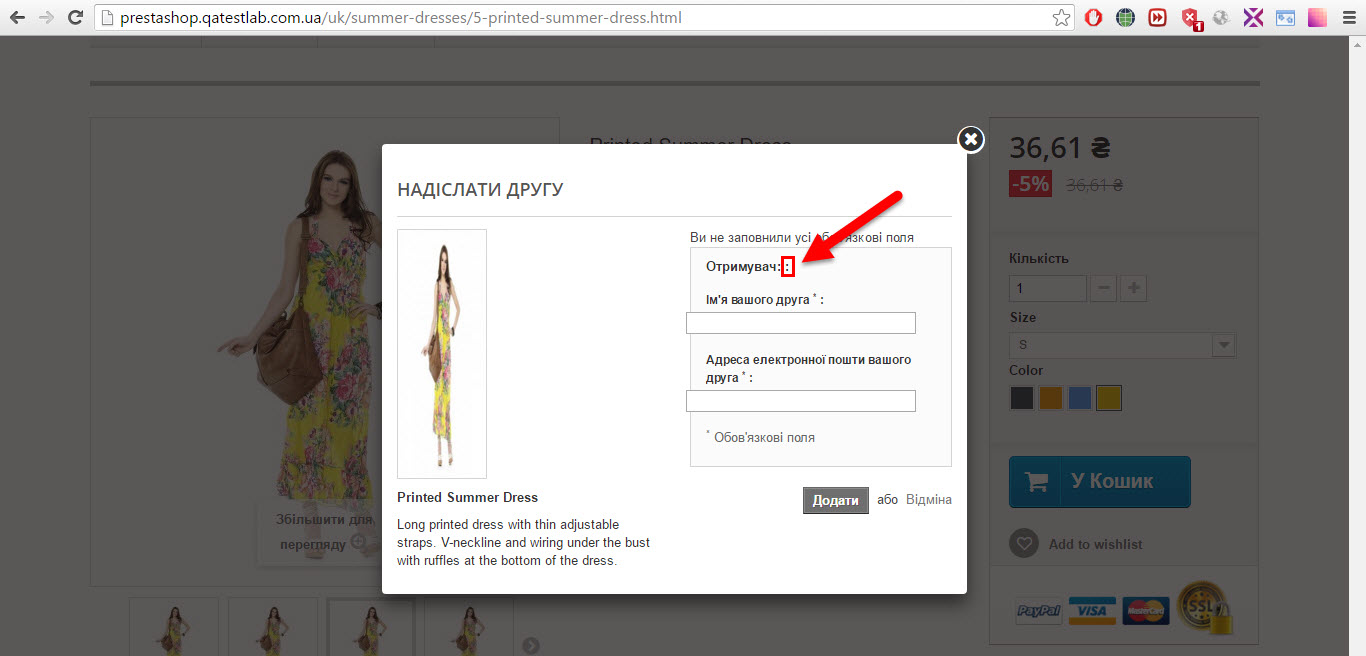 prestashop.qatestlab.com.ua/uk/summer-dresses/5-printed-summer-dress.html
1
Printed Summer Dress
36,61 ₴
-5% 36,61 ₴
НАДІСЛАТИ ДРУГУ
Ви не заповнили усі обов'язкові поля
Отримувач: :
Ім'я вашого друга * :
Адреса електронної пошти вашого
друга * :
* Обов'язкові поля
Додати або Відміна
Printed Summer Dress
Long printed dress with thin adjustable
straps. V-neckline and wiring under the bust
with ruffles at the bottom of the dress.
Збільшити для
перегляду
Кількість
1
Size
S
Color
У Кошик
Add to wishlist
PayPal VISA MasterCard SSL